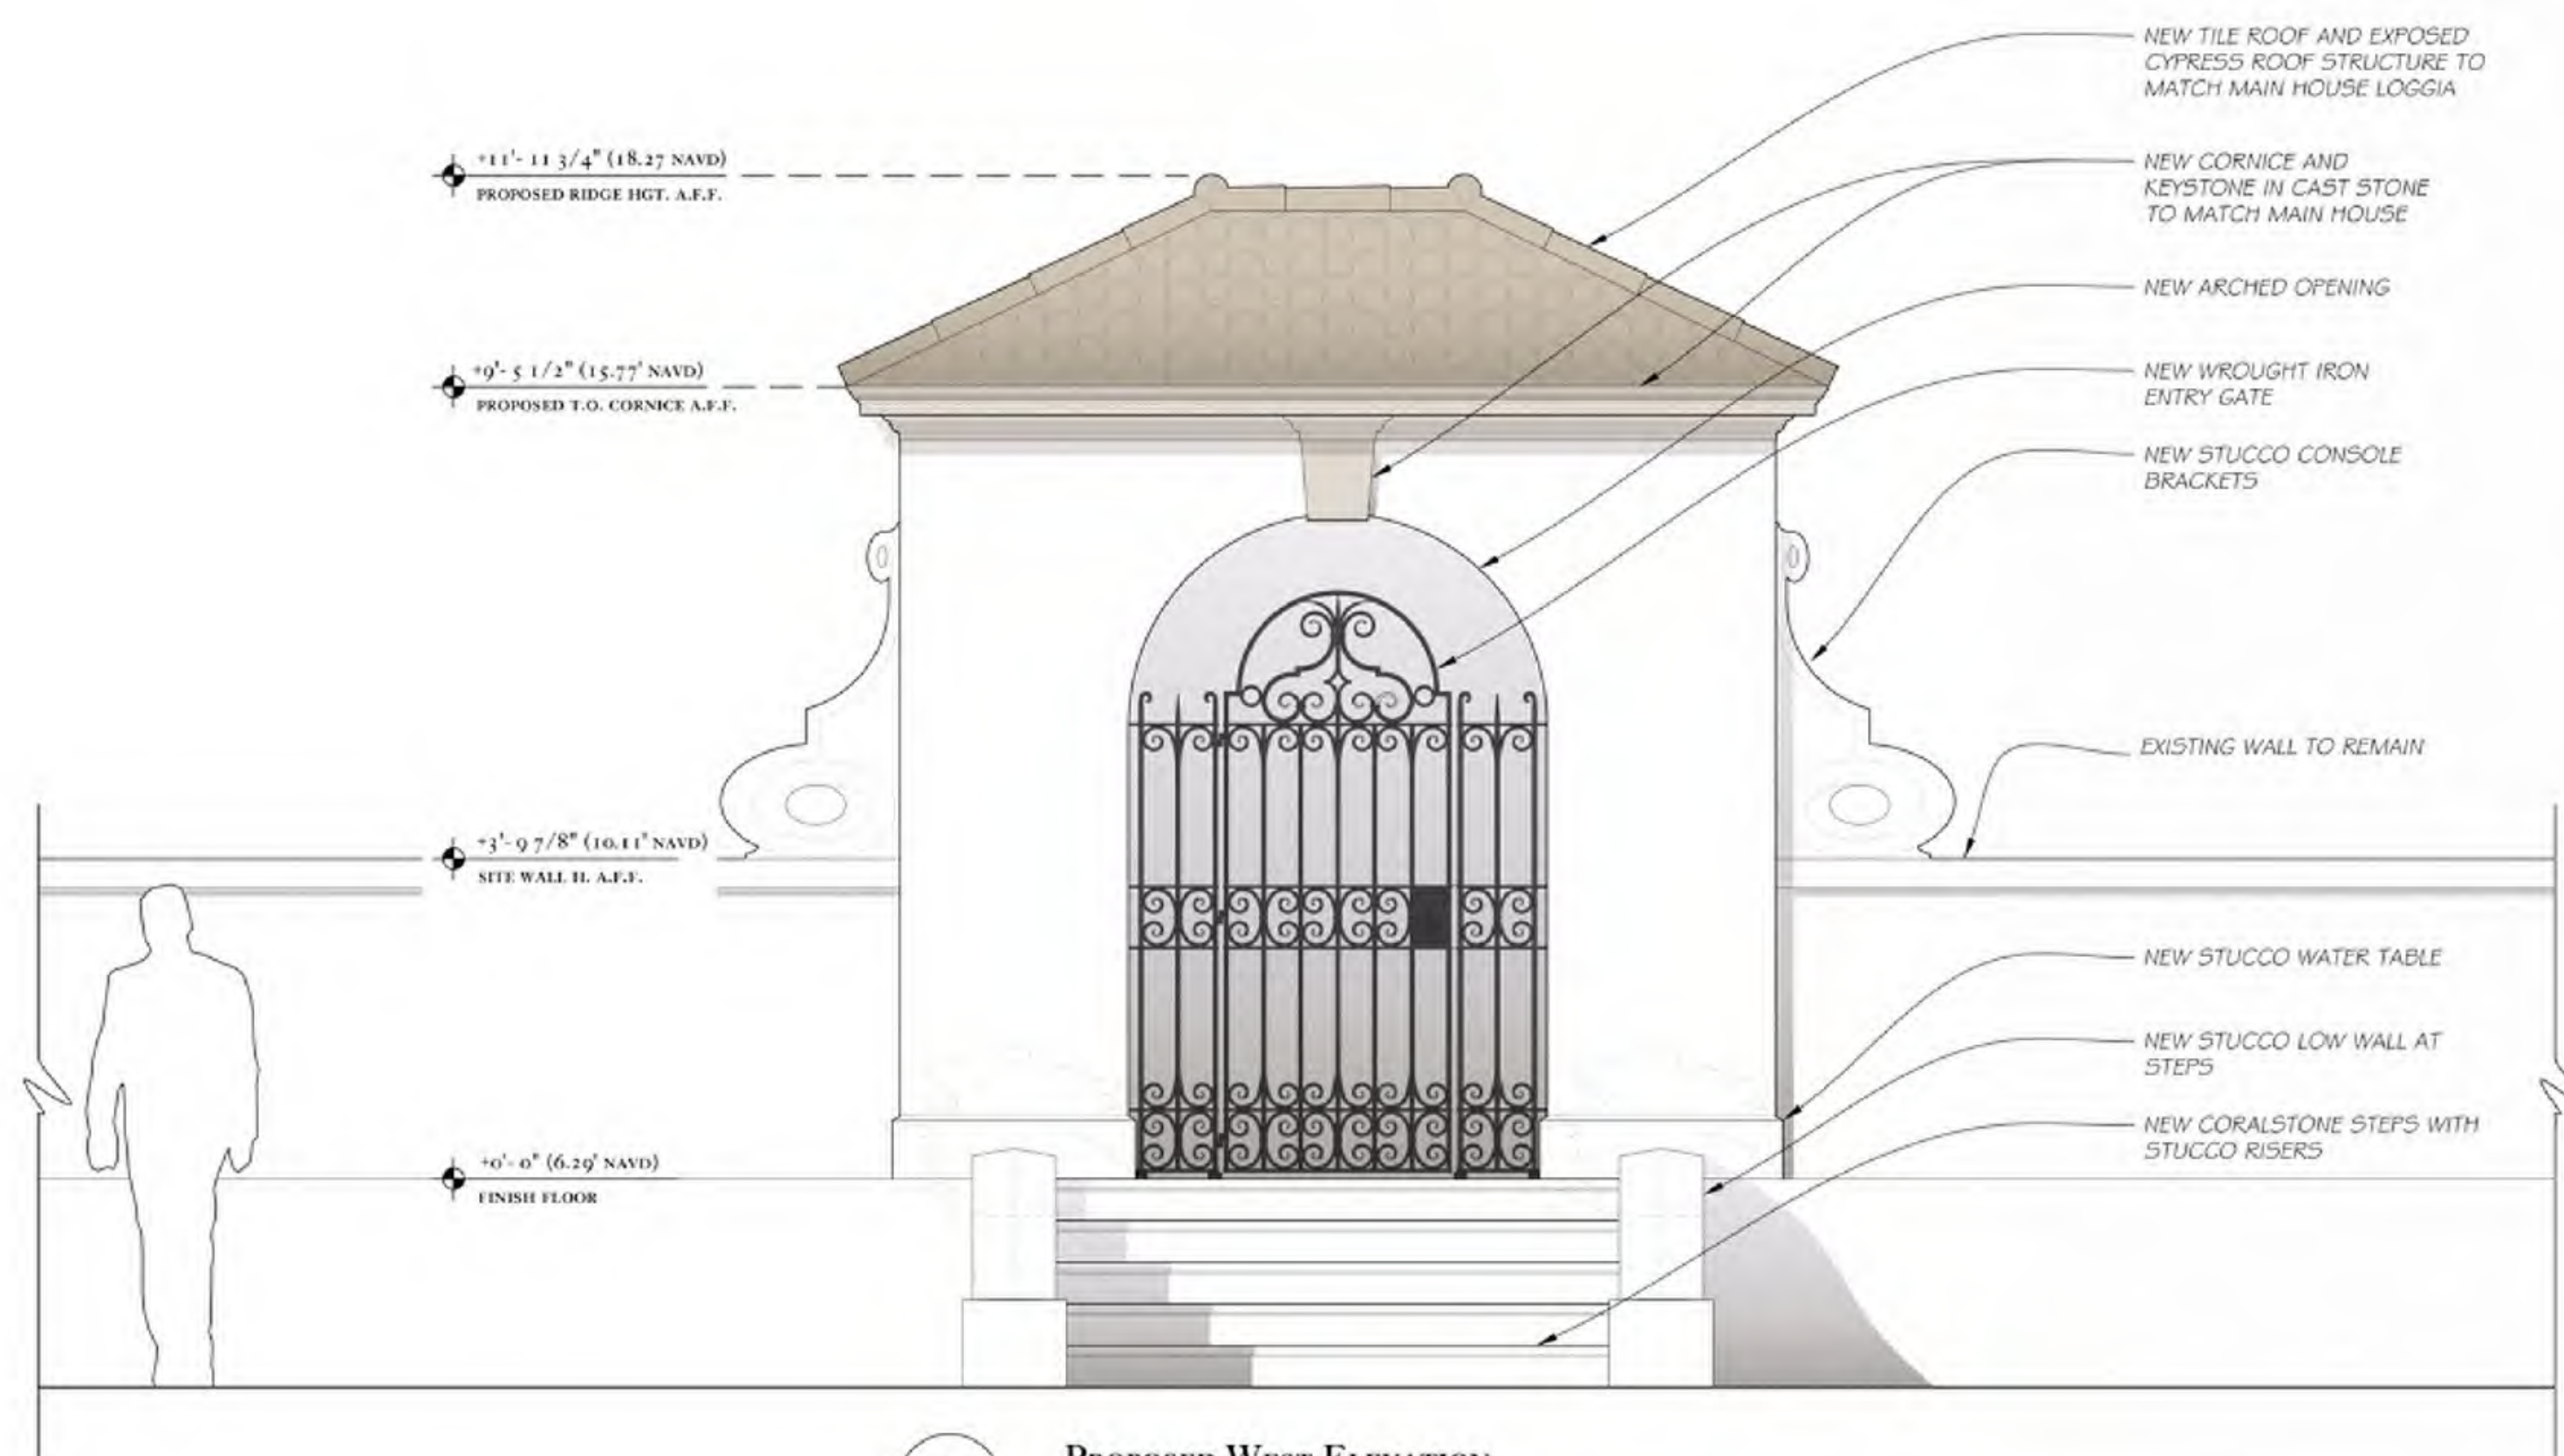 NEW TILE ROOF AND EXPOSED
CYPRESS ROOF STRUCTURE TO
MATCH MAIN HOUSE LOGGIA
+11'- 11 3/4" (18.27 NAVD)
PROPOSED RIDGE HGT. A.F.F.
NEW CORNICE AND
KEYSTONE IN CAST STONE
TO MATCH MAIN HOUSE
NEW ARCHED OPENING
+9'- 5 1/2" (15.77' NAVD)
PROPOSED T.O. CORNICE A.F.F.
NEW WROUGHT IRON
ENTRY GATE
NEW STUCCO CONSOLE
BRACKETS
EXISTING WALL TO REMAIN
+3'- 9 7/8" (10.11' NAVD)
SITE WALL H. A.F.F.
NEW STUCCO WATER TABLE
NEW STUCCO LOW WALL AT
STEPS
NEW CORALSTONE STEPS WITH
STUCCO RISERS
+0'- 0" (6.29' NAVD)
FINISH FLOOR
PROPOSED WEST ELEVATION